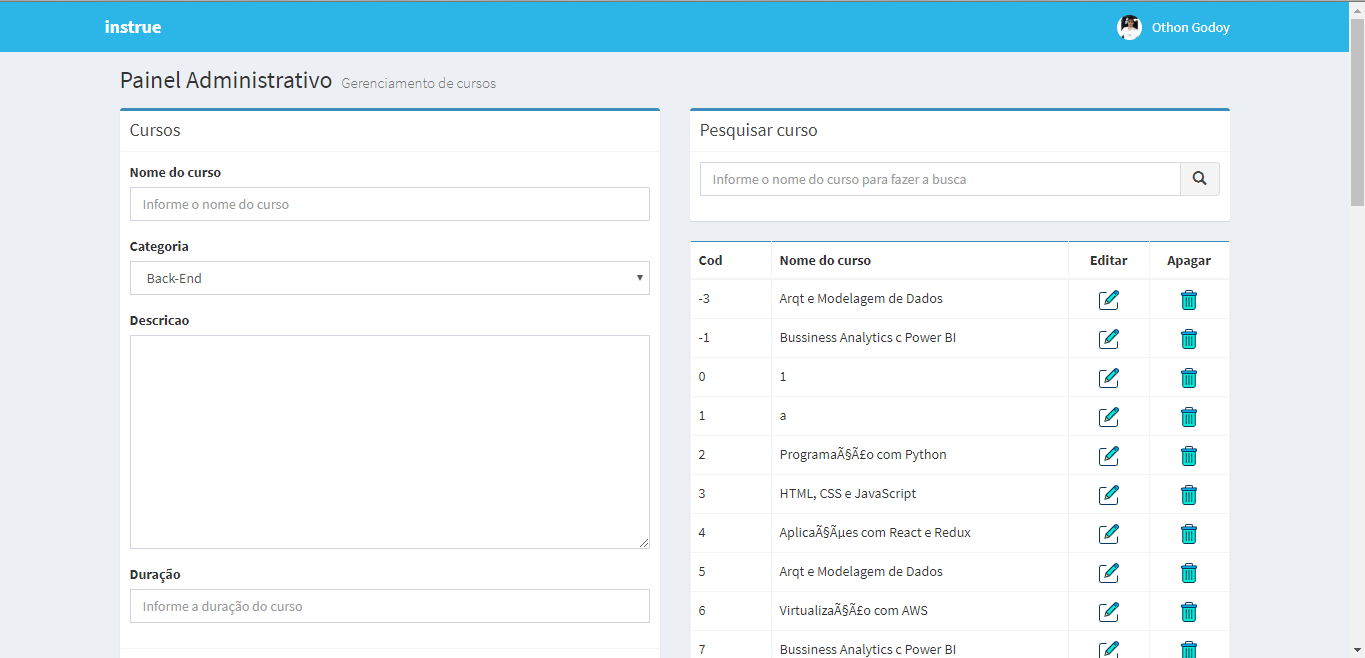 instrue
Othon Godoy
Painel Administrativo Gerenciamento de cursos
Cursos
Nome do curso
Informe o nome do curso
Categoria
Back-End
Descricao
Duração
Informe a duração do curso
Pesquisar curso
Informe o nome do curso para fazer a busca
Cod Nome do curso Editar Apagar
-3 Arqt e Modelagem de Dados
-1 Bussiness Analytics c Power BI
0 1
1 a
2 ProgramaÃ§Ã£o com Python
3 HTML, CSS e JavaScript
4 AplicaÃ§Ãµes com React e Redux
5 Arqt e Modelagem de Dados
6 VirtualizaÃ§Ã£o com AWS
7 Bussiness Analytics c Power BI